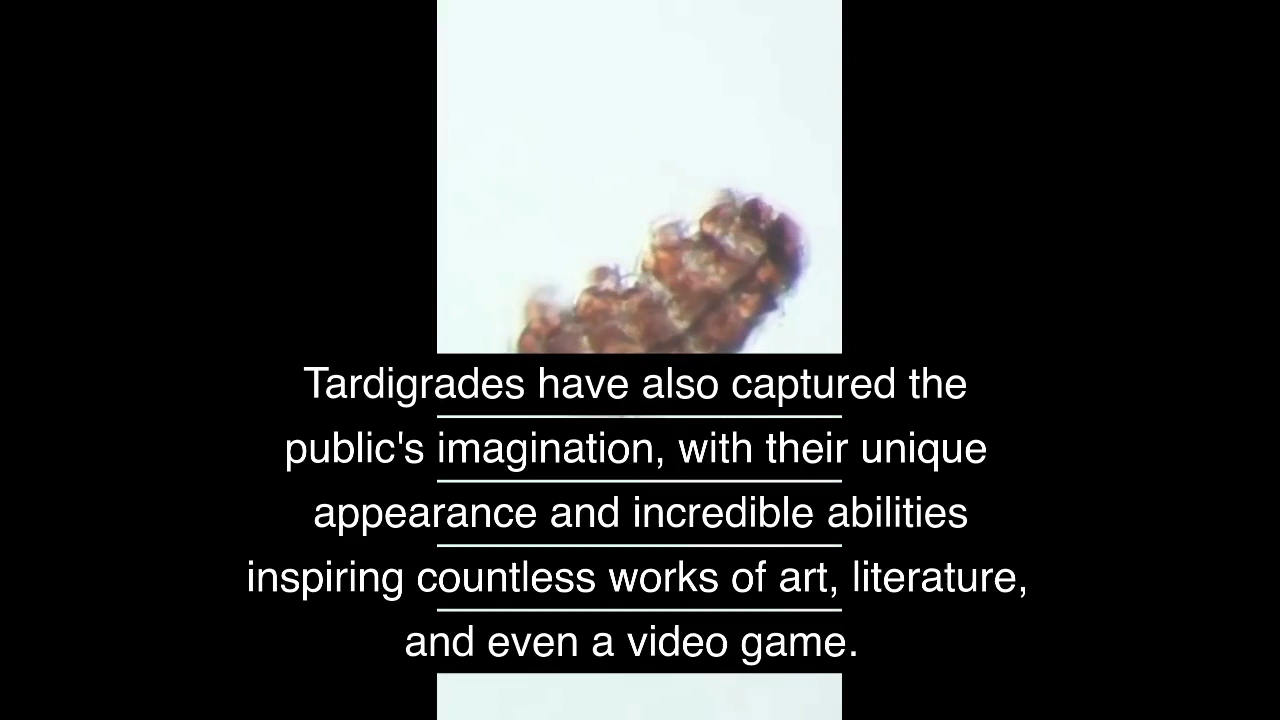 Tardigrades have also captured the
public's imagination, with their unique
appearance and incredible abilities
inspiring countless works of art, literature,
and even a video game.